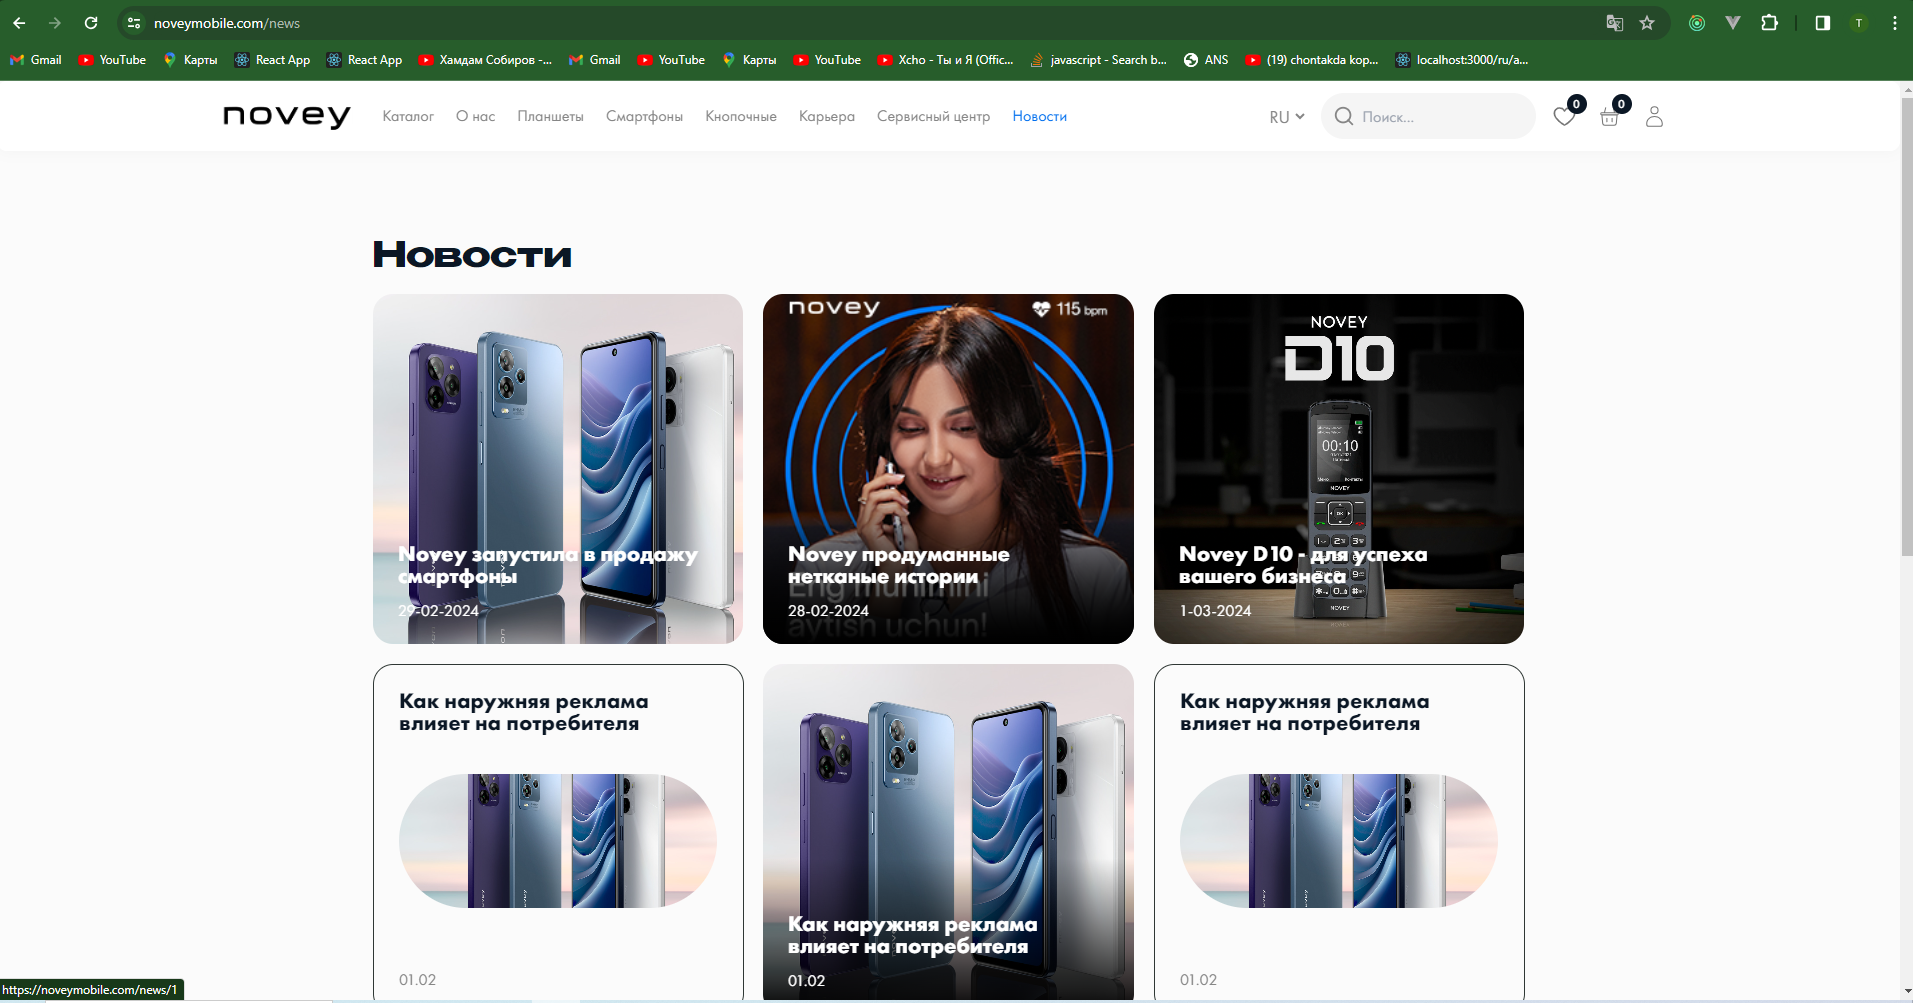 noveymobile.com/news
T
Gmail
YouTube
Карты
React App
React App
Хамдам Собиров -...
Gmail
YouTube
Карты
YouTube
Xcho - Ты и Я (Offic...
javascript - Search b...
ANS
(19) chontakda kop...
localhost:3000/ru/a...
novey
Каталог
О нас
Планшеты
Смартфоны
Кнопочные
Карьера
Сервисный центр
Новости
RU
Поиск...
0
0
Новости
Novey запустила в продажу
смартфоны
29-02-2024
novey
115 bpm
Novey продуманные
нетканые истории
Eng muhimini
28-02-2024
aytish uchun!
NOVEY
D10
00:10
NOVEY
Novey D10 - для успеха
вашего бизнеса
1-03-2024
NOVEY
Как наружняя реклама
влияет на потребителя
01.02
Как наружняя реклама
влияет на потребителя
01.02
Как наружняя реклама
влияет на потребителя
01.02
https://noveymobile.com/news/1